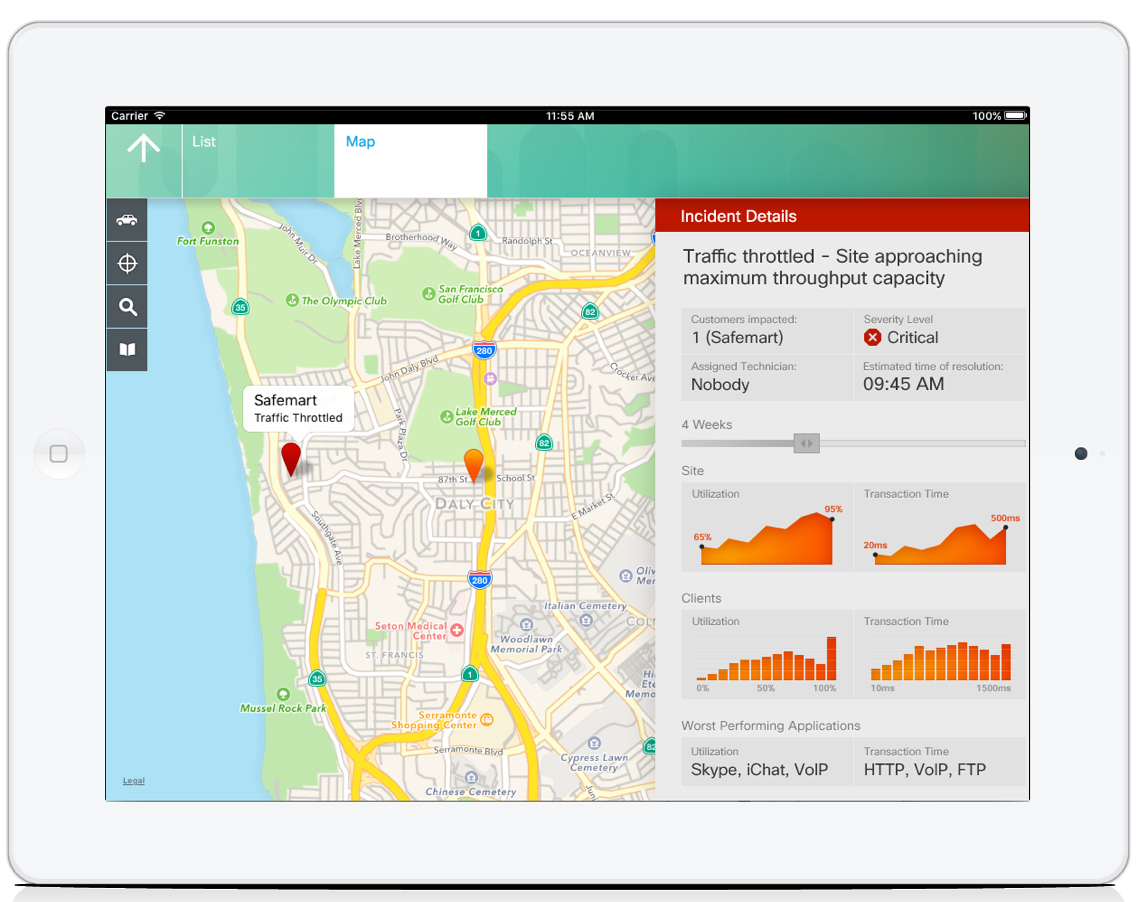 Carrier
11:55 AM
100%
List
Map
Incident Details
Traffic throttled - Site approaching
maximum throughput capacity
Customers impacted:
1 (Safemart)
Severity Level
Critical
Assigned Technician:
Nobody
Estimated time of resolution:
09:45 AM
4 Weeks
Site
Utilization
65%
95%
Transaction Time
20ms
500ms
Clients
Utilization
0%
50%
100%
Transaction Time
10ms
1500ms
Worst Performing Applications
Utilization
Skype, iChat, VoIP
Transaction Time
HTTP, VoIP, FTP
Fort Funston
John Muir Dr
Lake Merced Blvd
Brotherhood Way
1
Randolph St
OCEANVIEW
The Olympic Club
San Francisco
Golf Club
35
82
280
John Daly Blvd
Crocker Ave
Safemart
Traffic Throttled
Park Plaza Dr
Lake Merced
Golf Club
82
87th St
School St
DALY CITY
E Market St
Southgate Ave
280
Italian Cemetery
Seton Medical
Center
Woodlawn
Memorial Park
ST. FRANCIS
35
1
Mussel Rock Park
Serramonte
Shopping Center
Serramonte Blvd
82
Cypress Lawn
Cemetery
Chinese Cemetery
Legal